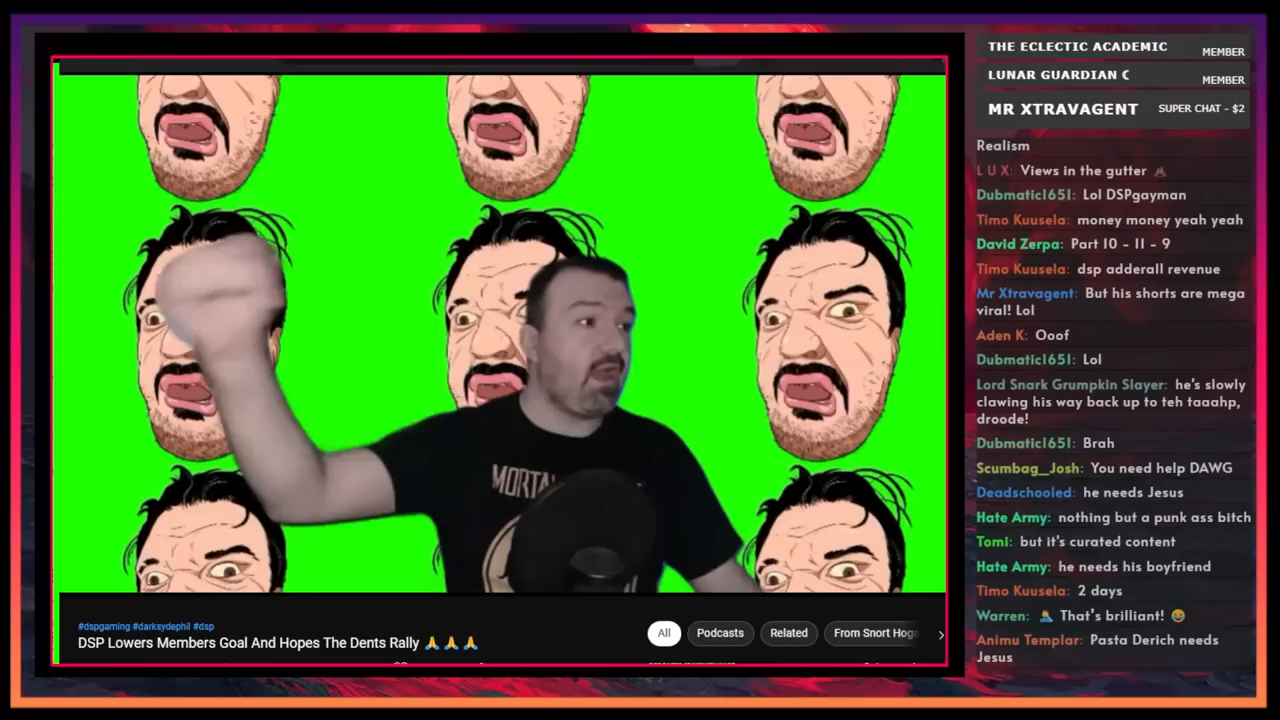 MORTA
#dspgaming #darksydephil #dsp
DSP Lowers Members Goal And Hopes The Dents Rally 🙏 🙏 🙏
All
Podcasts
Related
From Snort Hogs
THE ECLECTIC ACADEMIC MEMBER
LUNAR GUARDIAN ☾ MEMBER
MR XTRAVAGENT SUPER CHAT - $2
Realism
L U X: Views in the gutter
Dubmatic1651: Lol DSPgayman
Timo Kuusela: money money yeah yeah
David Zerpa: Part 10 - 11 - 9
Timo Kuusela: dsp adderall revenue
Mr Xtravagent: But his shorts are mega
viral! Lol
Aden K: Ooof
Dubmatic1651: Lol
Lord Snark Grumpkin Slayer: he's slowly
clawing his way back up to teh taaahp,
droode!
Dubmatic1651: Brah
Scumbag_Josh: You need help DAWG
Deadschooled: he needs Jesus
Hate Army: nothing but a punk ass bitch
Tomi: but it's curated content
Hate Army: he needs his boyfriend
Timo Kuusela: 2 days
Warren: 🤦‍♂️ That's brilliant! 😂
Animu Templar: Pasta Derich needs
Jesus